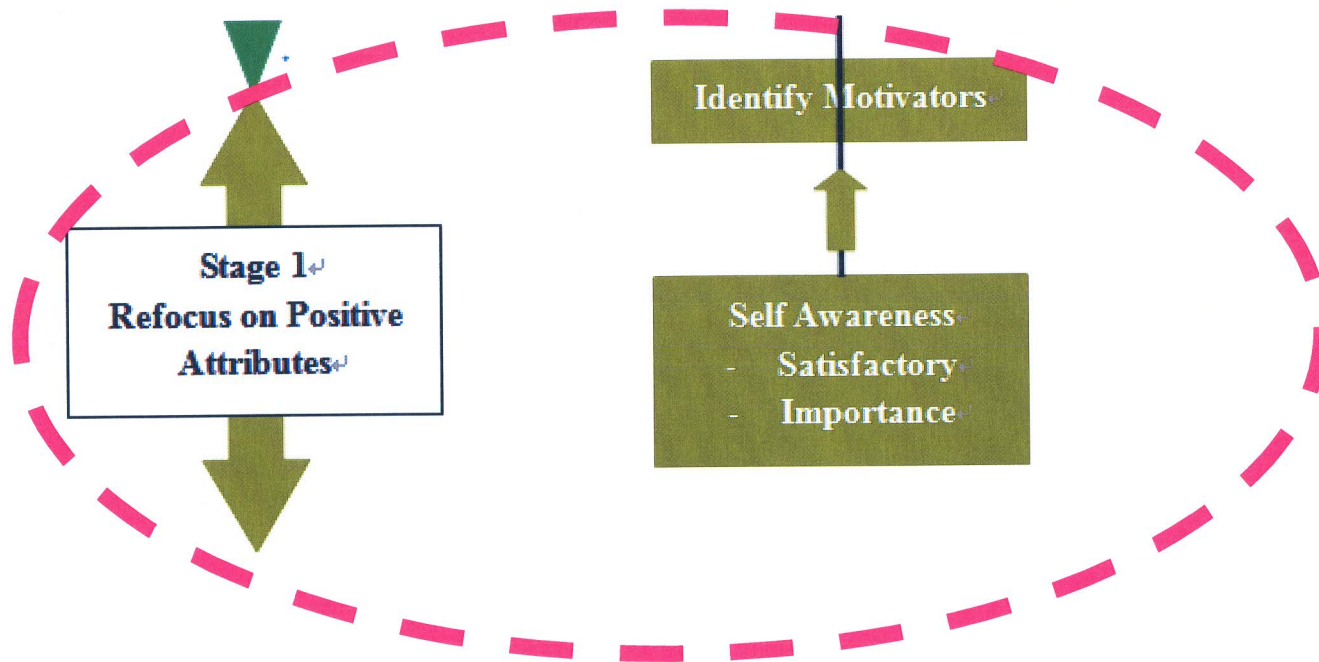 Identify Motivators
Stage 1
Refocus on Positive
Attributes
Self Awareness
- Satisfactory
- Importance